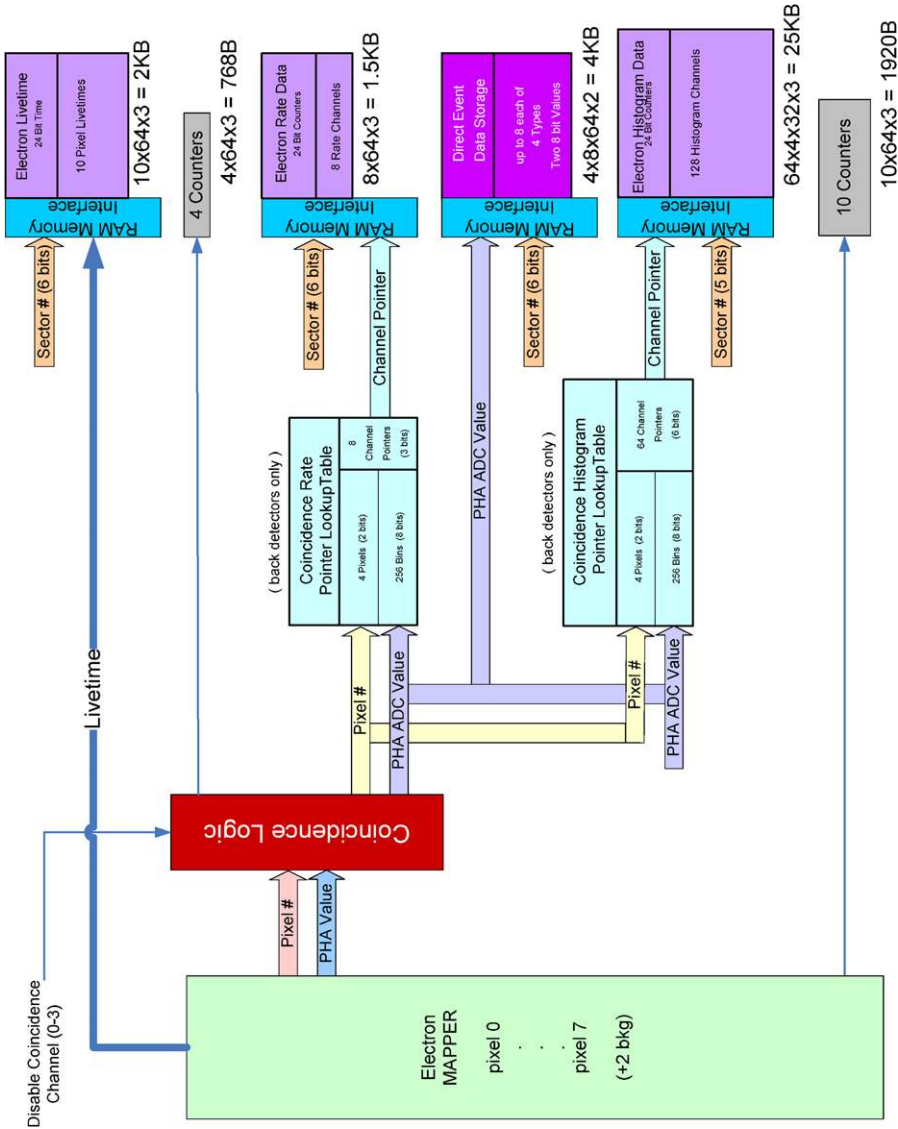 Disable Coincidence
Channel (0-3)
Livetime
Electron
MAPPER
pixel 0
.
.
.
pixel 7
(+2 bkg)
Pixel #
PHA Value
Coincidence Logic
Pixel #
PHA ADC Value
Pixel #
PHA ADC Value
PHA ADC Value
( back detectors only )
Coincidence Rate
Pointer LookupTable
4 Pixels (2 bits)
256 Bins (8 bits)
8
Channel
Pointers
(3 bits)
Channel Pointer
( back detectors only )
Coincidence Histogram
Pointer LookupTable
4 Pixels (2 bits)
256 Bins (8 bits)
64 Channel
Pointers
(6 bits)
Channel Pointer
Sector # (6 bits)
RAM Memory
Interface
Electron Livetime
24 Bit Time
10 Pixel Livetimes
10x64x3 = 2KB
4 Counters
4x64x3 = 768B
Sector # (6 bits)
RAM Memory
Interface
Electron Rate Data
24 Bit Counters
8 Rate Channels
8x64x3 = 1.5KB
Sector # (6 bits)
RAM Memory
Interface
Direct Event
Data Storage
up to 8 each of
4 Types
Two 8 bit Values
4x8x64x2 = 4KB
Sector # (5 bits)
RAM Memory
Interface
Electron Histogram Data
24 Bit Counters
128 Histogram Channels
64x4x32x3 = 25KB
10 Counters
10x64x3 = 1920B